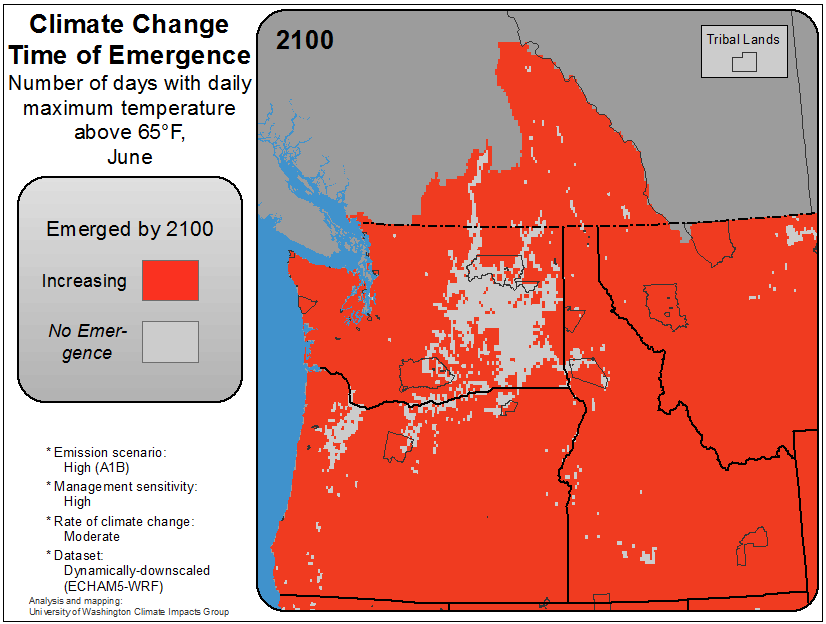 Climate Change
Time of Emergence
Number of days with daily
maximum temperature
above 65°F,
June
Emerged by 2100
Increasing
No Emer-
gence
* Emission scenario:
High (A1B)
* Management sensitivity:
High
* Rate of climate change:
Moderate
* Dataset:
Dynamically-downscaled
(ECHAM5-WRF)
Analysis and mapping:
University of Washington Climate Impacts Group
2100
Tribal Lands